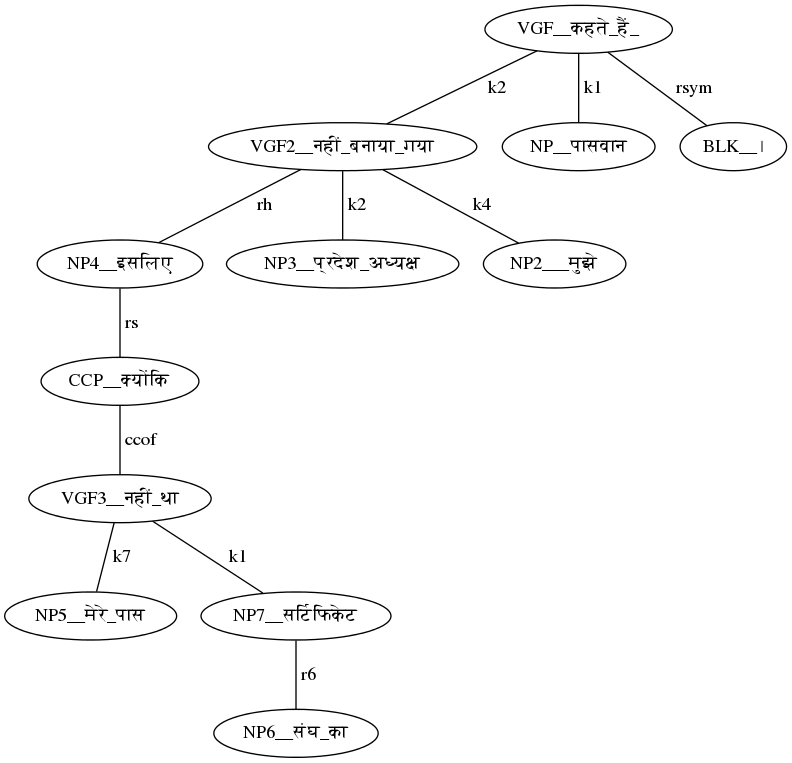 VGF__कहते_हैं_
k2
k1
rsym
VGF2__नहीं_बनाया_गया
NP__पासवान
BLK__।
rh
k2
k4
NP4__इसलिए
NP3__प्रदेश_अध्यक्ष
NP2___मुझे
rs
CCP__क्योंकि
ccof
VGF3__नहीं_था
k7
k1
NP5__मेरे_पास
NP7__सर्टिफिकेट
r6
NP6__संघ_का